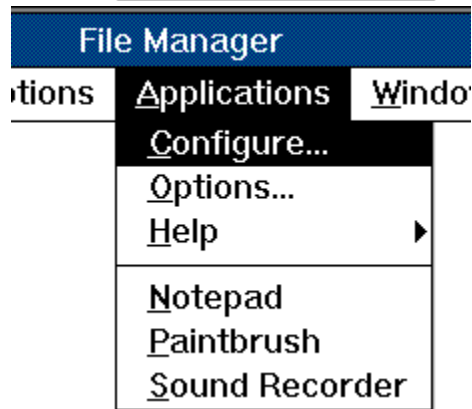 File Manager
tions Applications Windo
Configure...
Options...
Help
Notepad
Paintbrush
Sound Recorder